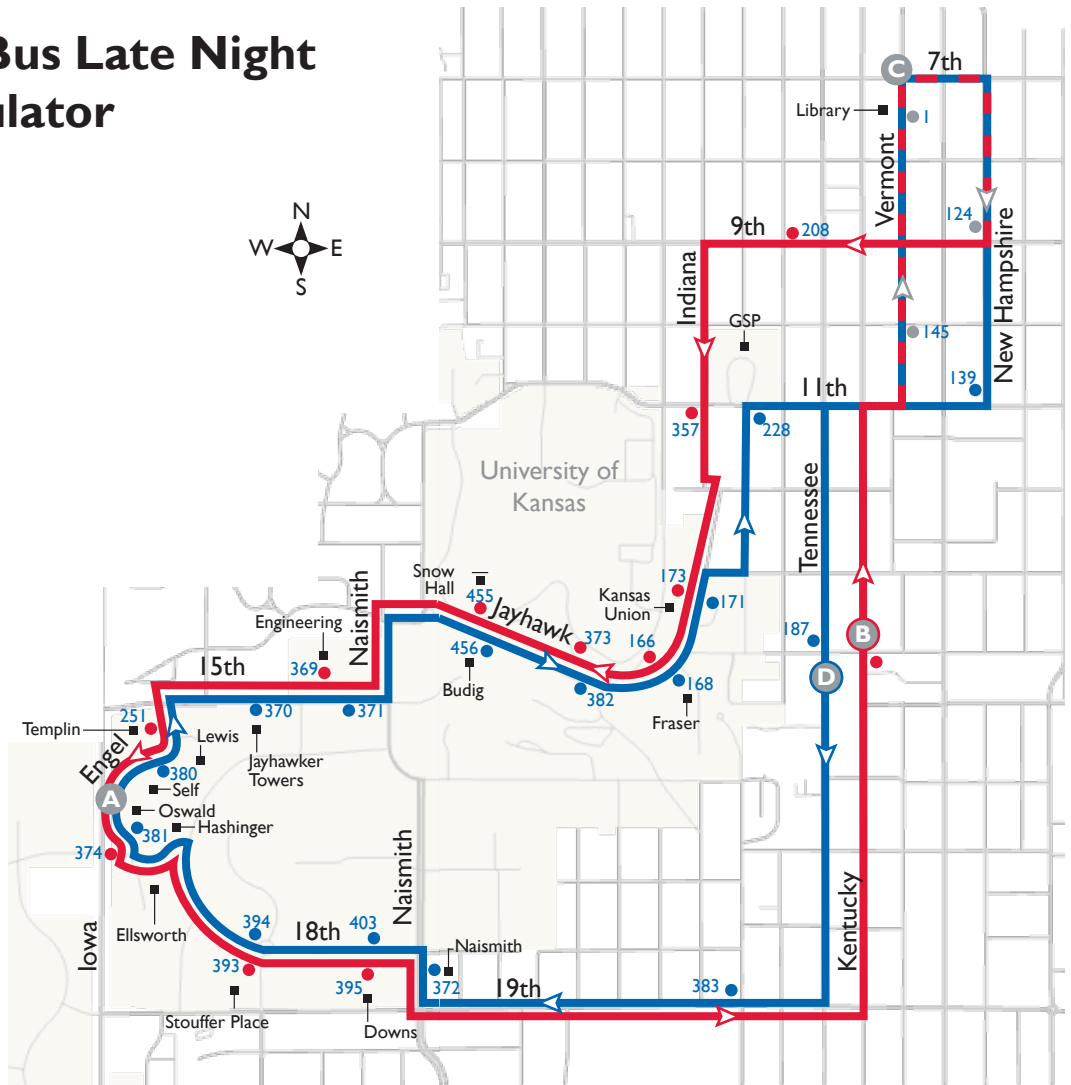 Bus Late Night
ulator
N
W
E
S
C
7th
Library
1
Vermont
124
9th
208
New Hampshire
Indiana
GSP
145
139
11th
357
228
University of
Kansas
Tennessee
Snow
Hall
455
Jayhawk
173
Kansas
Union
171
Naismith
Engineering
373
166
187
B
369
15th
456
Budig
382
168
Fraser
D
251
Templin
370
371
Engel
Lewis
Jayhawker
Towers
380
Self
A
Oswald
381
Hashinger
374
Naismith
Ellsworth
Iowa
394
18th
403
Kentucky
393
395
Naismith
372
19th
383
Stouffer Place
Downs